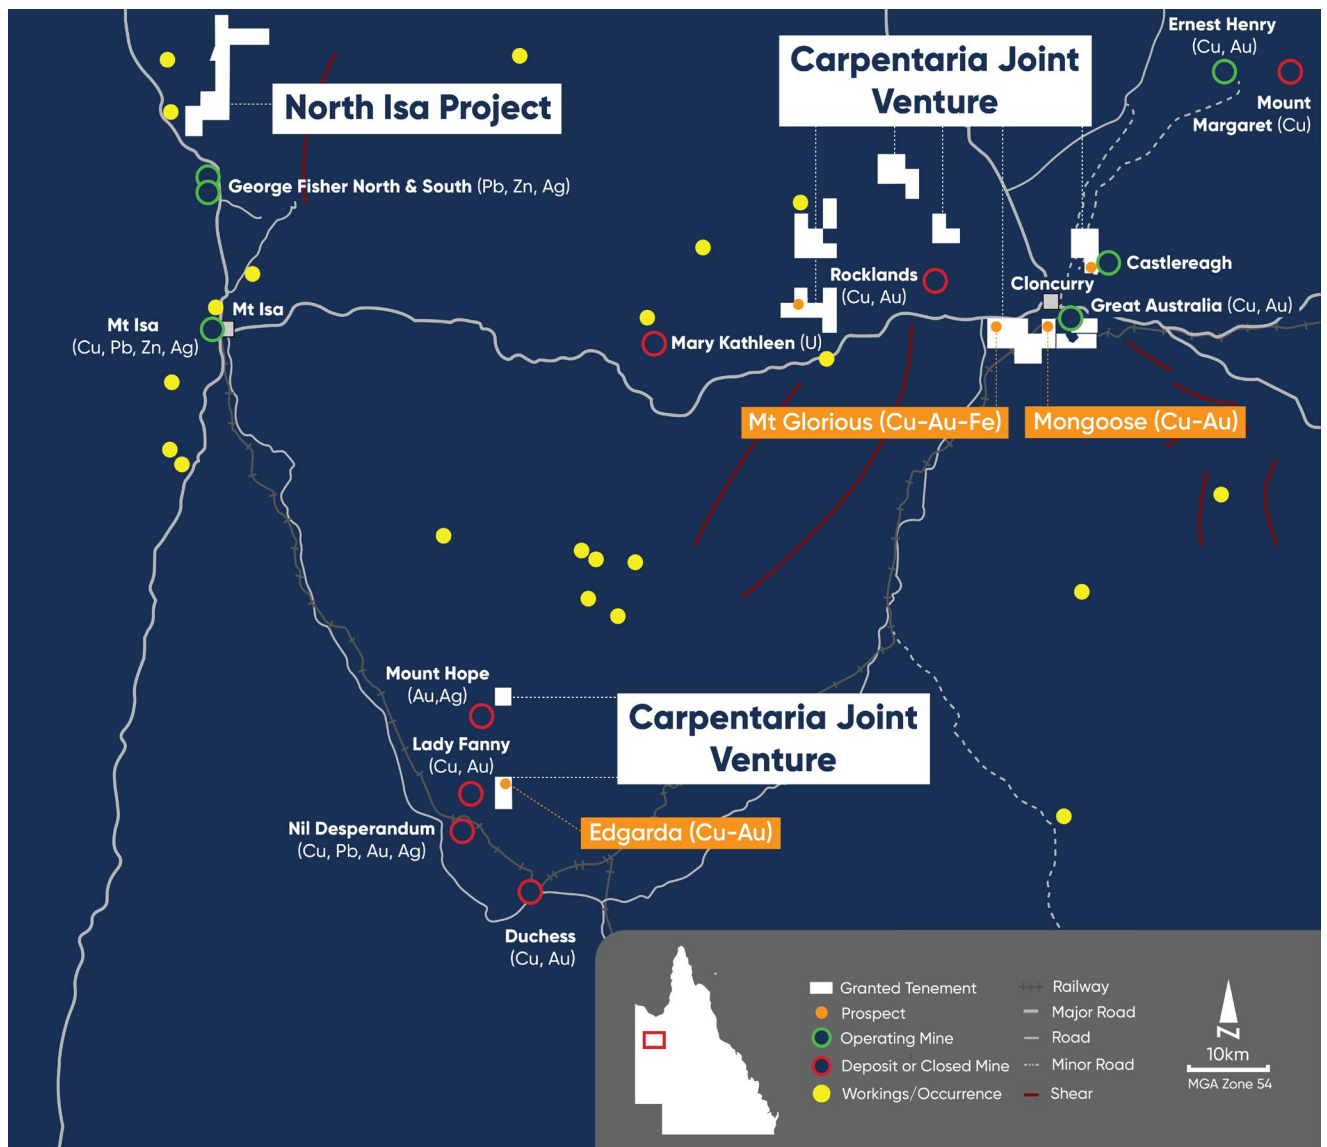 Ernest Henry
(Cu, Au)
Carpentaria Joint
Venture
North Isa Project
Mount
Margaret (Cu)
George Fisher North & South (Pb, Zn, Ag)
Castlereagh
Rocklands
(Cu, Au)
Cloncurry
Great Australia (Cu, Au)
Mt Isa
Mt Isa
(Cu, Pb, Zn, Ag)
Mary Kathleen (U)
Mt Glorious (Cu-Au-Fe)
Mongoose (Cu-Au)
Mount Hope
(Au,Ag)
Carpentaria Joint
Venture
Lady Fanny
(Cu, Au)
Nil Desperandum
(Cu, Pb, Au, Ag)
Edgarda (Cu-Au)
Duchess
(Cu, Au)
Granted Tenement
Prospect
Operating Mine
Deposit or Closed Mine
Workings/Occurrence
Railway
Major Road
Road
Minor Road
Shear
N
10km
MGA Zone 54